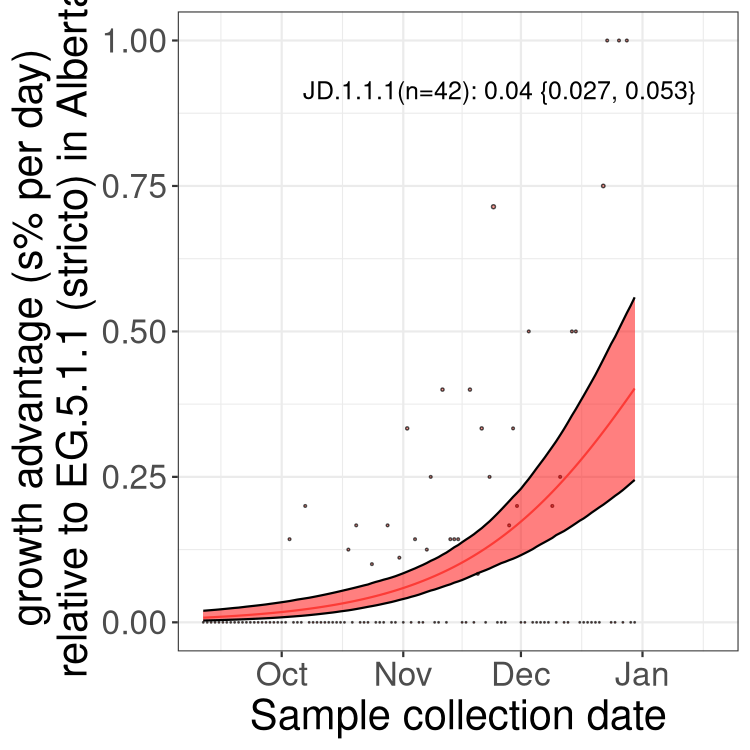 growth advantage (s% per day)
relative to EG.5.1.1 (stricto) in Alberta
1.00
0.75
0.50
0.25
0.00
JD.1.1.1(n=42): 0.04 {0.027, 0.053}
Oct Nov Dec Jan
Sample collection date